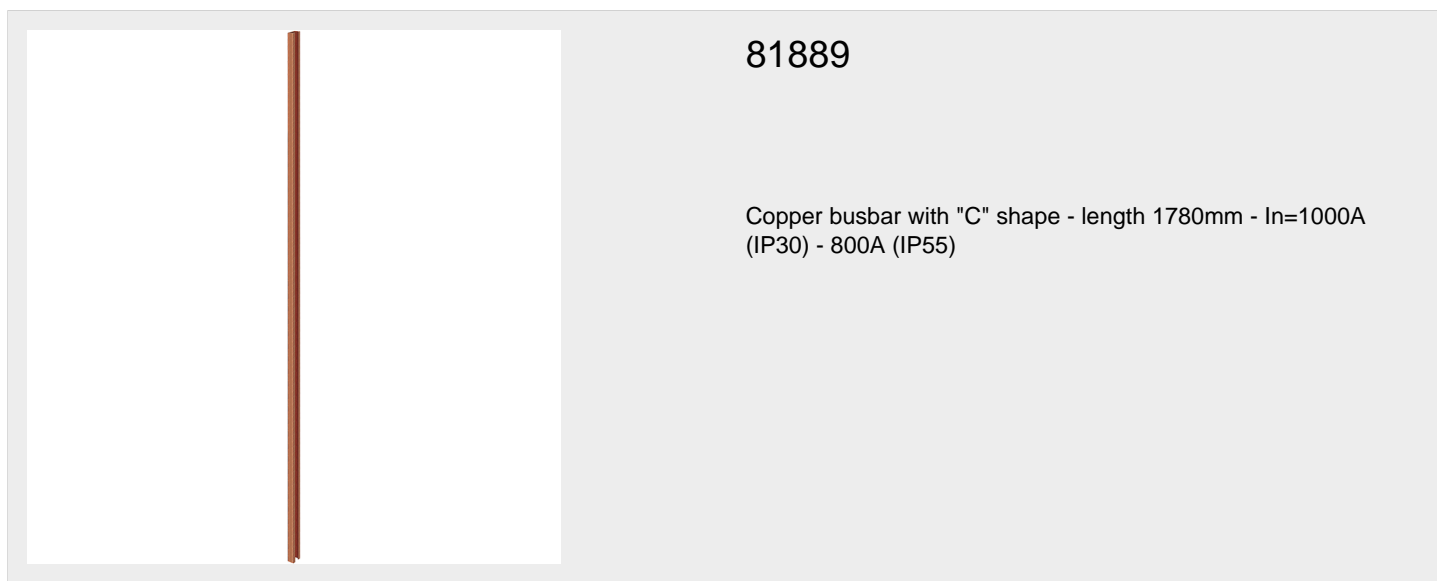 81889
Copper busbar with "C" shape - length 1780mm - In=1000A
(IP30) - 800A (IP55)